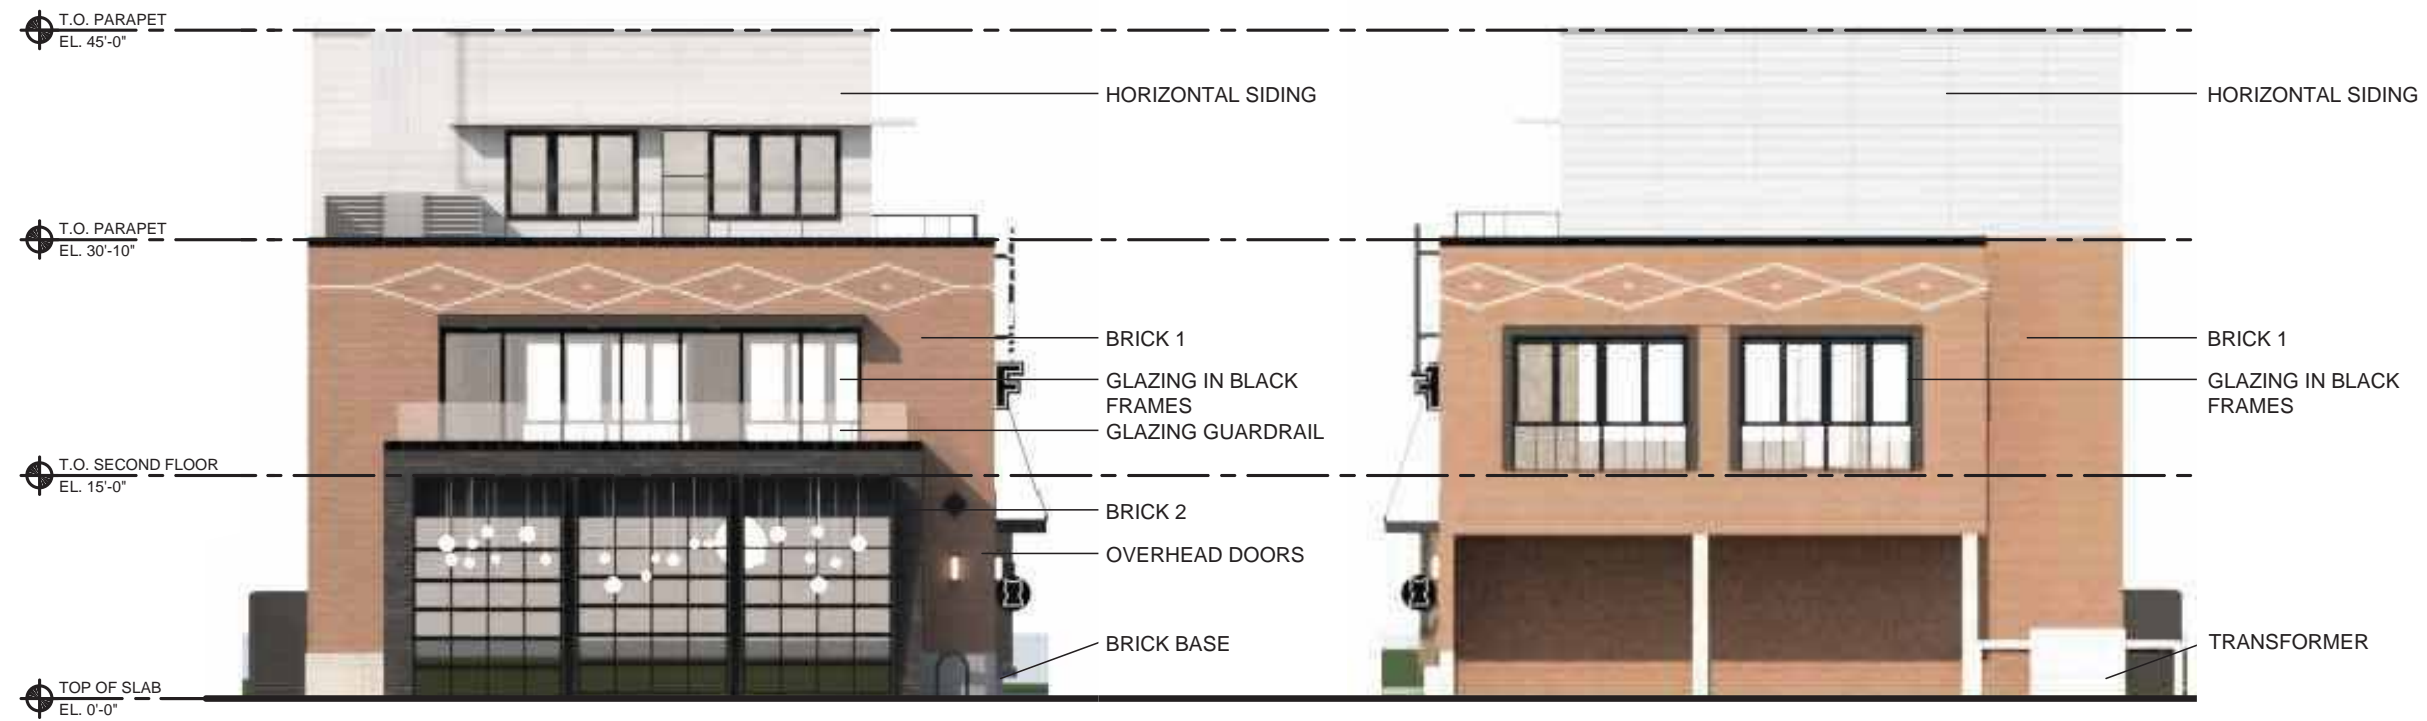 T.O. PARAPET
EL. 45'-0"
HORIZONTAL SIDING
HORIZONTAL SIDING
T.O. PARAPET
EL. 30'-10"
BRICK 1
GLAZING IN BLACK
FRAMES
GLAZING GUARDRAIL
BRICK 1
GLAZING IN BLACK
FRAMES
T.O. SECOND FLOOR
EL. 15'-0"
BRICK 2
OVERHEAD DOORS
BRICK BASE
TRANSFORMER
TOP OF SLAB
EL. 0'-0"